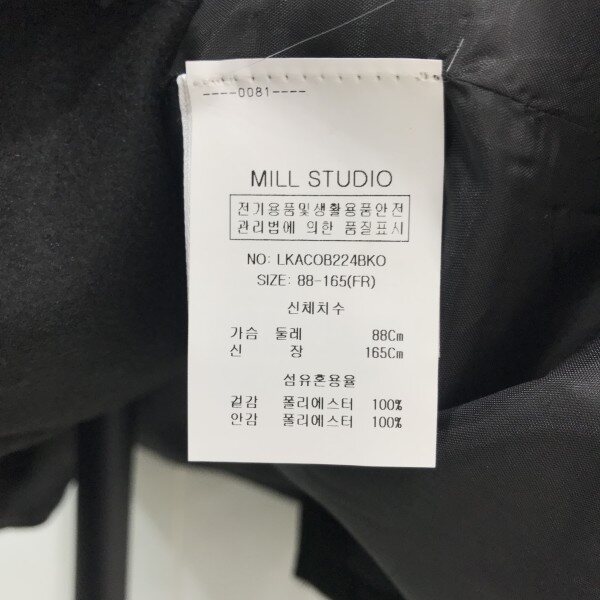 ----0081----
MILL STUDIO
전기용품및생활용품안전
관리법에 의한 품질표시
NO: LKACOB224BKO
SIZE: 88-165(FR)
신체치수
가슴 둘레 88Cm
신 장 165Cm
섬유혼용율
겉감 폴리에스터 100%
안감 폴리에스터 100%